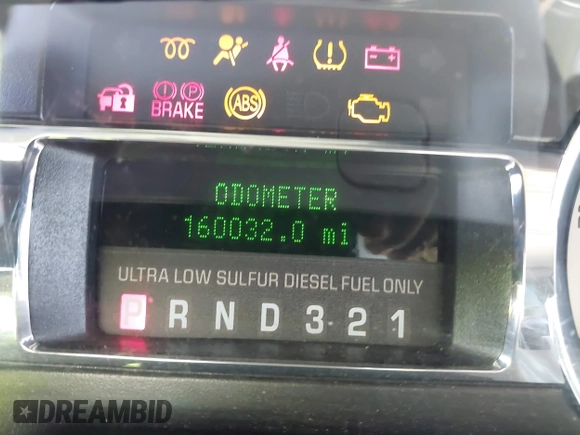 BRAKE
ABS
ODOMETER
160032.0 mi
ULTRA LOW SULFUR DIESEL FUEL ONLY
P R N D 3 2 1
DREAMBID